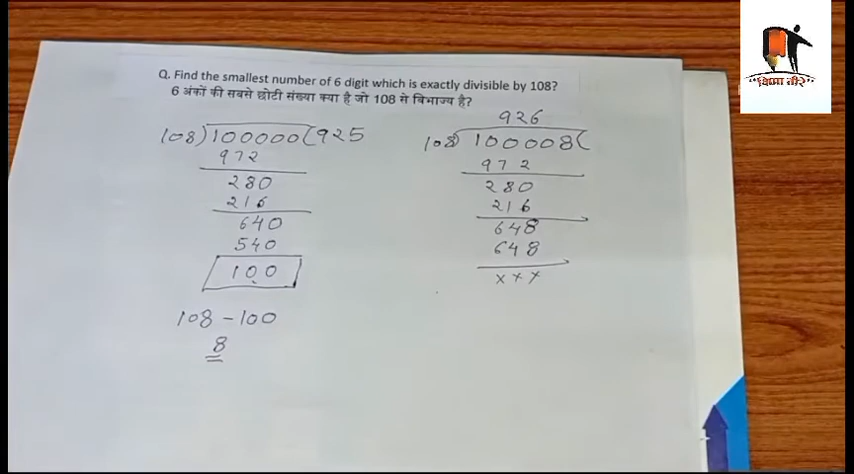 Q. Find the smallest number of 6 digit which is exactly divisible by 108?
6 अंकों की सबसे छोटी संख्या क्या है जो 108 से विभाज्य है?
108) 100000 (925
972
280
216
640
540
100
108 - 100
8
926
108) 100008 (
972
280
216
648
648
x x x